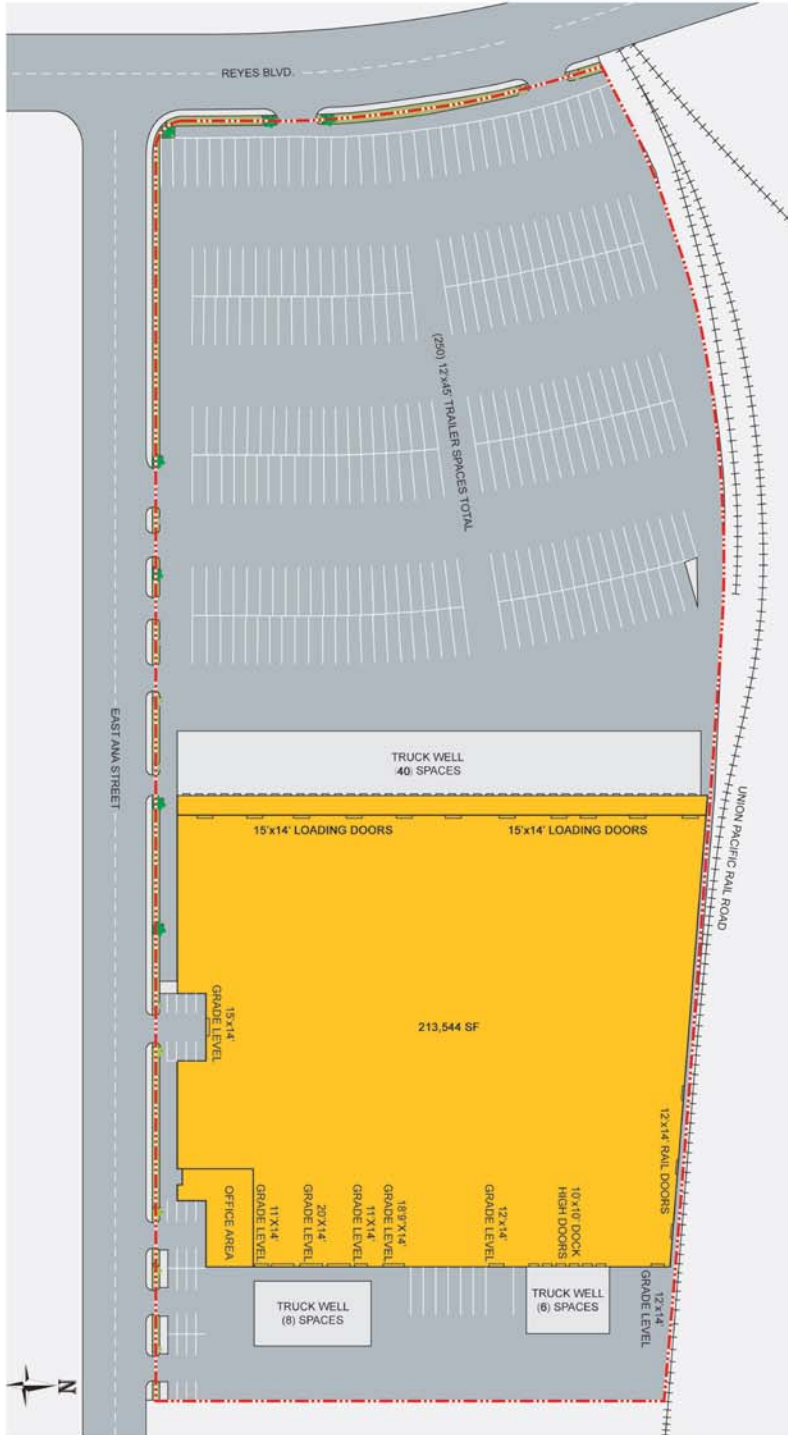 REYES BLVD.
(250) 12'x45' TRAILER SPACES TOTAL
EAST ANA STREET
UNION PACIFIC RAIL ROAD
TRUCK WELL
(40) SPACES
15'x14' LOADING DOORS
15'x14' LOADING DOORS
15'x14'
GRADE LEVEL
213,544 SF
12'x14' RAIL DOORS
OFFICE AREA
11'X14'
GRADE LEVEL
20'X14'
GRADE LEVEL
11'X14'
GRADE LEVEL
18'9"X14'
GRADE LEVEL
12'x14'
GRADE LEVEL
10'x10' DOCK
HIGH DOORS
12'x14'
GRADE LEVEL
TRUCK WELL
(8) SPACES
TRUCK WELL
(6) SPACES
N